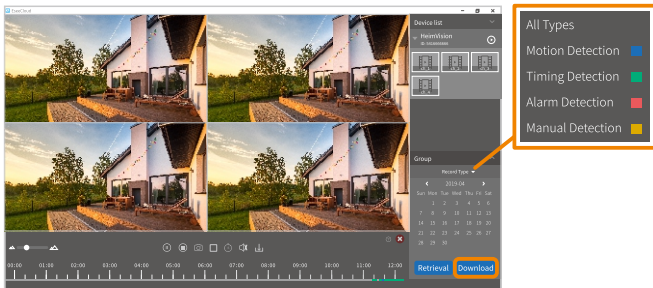 EseeCloud
Device list
HeimVision
Group
Record Type
2019.04
Sun Mon Tue Wed Thu Fri Sat
1 2 3 4 5 6
7 8 9 10 11 12 13
14 15 16 17 18 19 20
21 22 23 24 25 26 27
28 29 30
Retrieval Download
00:00 01:00 02:00 03:00 04:00 05:00 06:00 07:00 08:00 09:00 10:00 11:00 12:00
All Types
Motion Detection
Timing Detection
Alarm Detection
Manual Detection